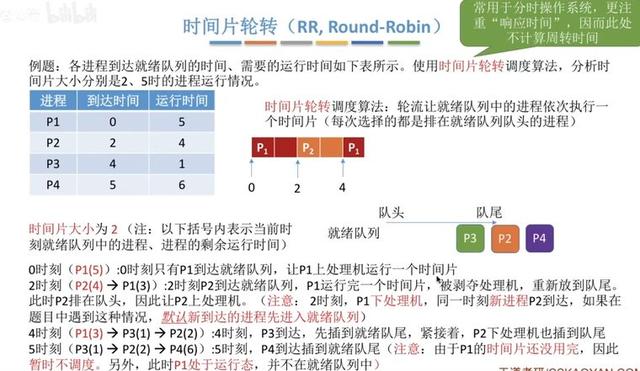 bilibili
时间片轮转（RR, Round-Robin）
常用于分时操作系统，更注
重“响应时间”，因而此处
不计算周转时间
例题：各进程到达就绪队列的时间、需要的运行时间如下表所示。使用时间片轮转调度算法，分析时
间片大小分别是2、5时的进程运行情况。
进程 到达时间 运行时间
P1 0 5
P2 2 4
P3 4 1
P4 5 6
时间片轮转调度算法：轮流让就绪队列中的进程依次执行一
个时间片（每次选择的都是排在就绪队列队头的进程）
P1 P2 P1
0 2 4
时间片大小为 2 （注：以下括号内表示当前时
刻就绪队列中的进程、进程的剩余运行时间）
队头 队尾
就绪队列
P3 P2 P4
0时刻（P1(5)）:0时刻只有P1到达就绪队列，让P1上处理机运行一个时间片
2时刻（P2(4) → P1(3)）:2时刻P2到达就绪队列，P1运行完一个时间片，被剥夺处理机，重新放到队尾。
此时P2排在队头，因此让P2上处理机。（注意： 2时刻，P1下处理机，同一时刻新进程P2到达，如果在
题目中遇到这种情况，默认新到达的进程先进入就绪队列）
4时刻（P1(3) → P3(1) → P2(2)）:4时刻，P3到达，先插到就绪队尾，紧接着，P2下处理机也插到队尾
5时刻（P3(1) → P2(2) → P4(6)）:5时刻，P4到达插到就绪队尾（注意：由于P1的时间片还没用完，因此
暂时不调度。另外，此时P1处于运行态，并不在就绪队列中）